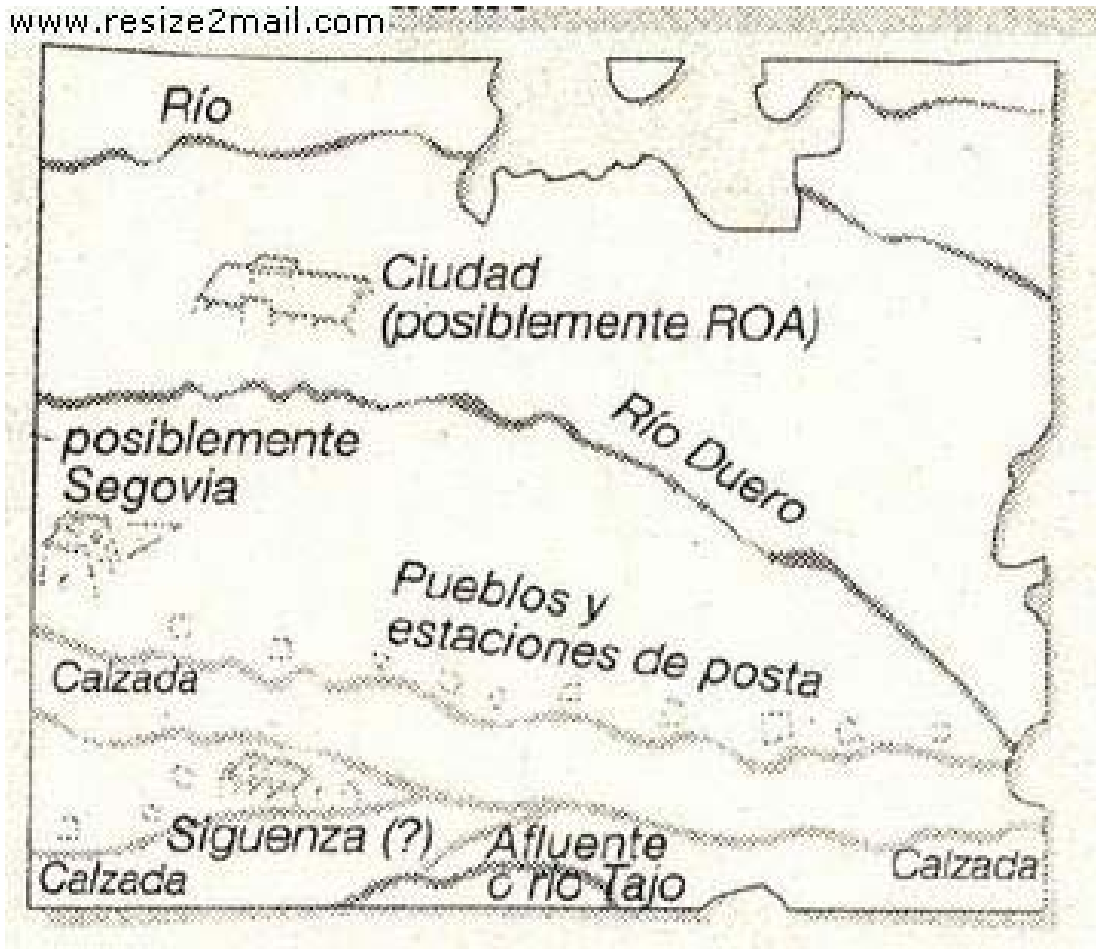 www.resize2mail.com
Río
Ciudad
(posiblemente ROA)
Río Duero
posiblemente
Segovia
Pueblos y
estaciones de posta
Calzada
Siguenza (?)
Afluente
o río Tajo
Calzada
Calzada